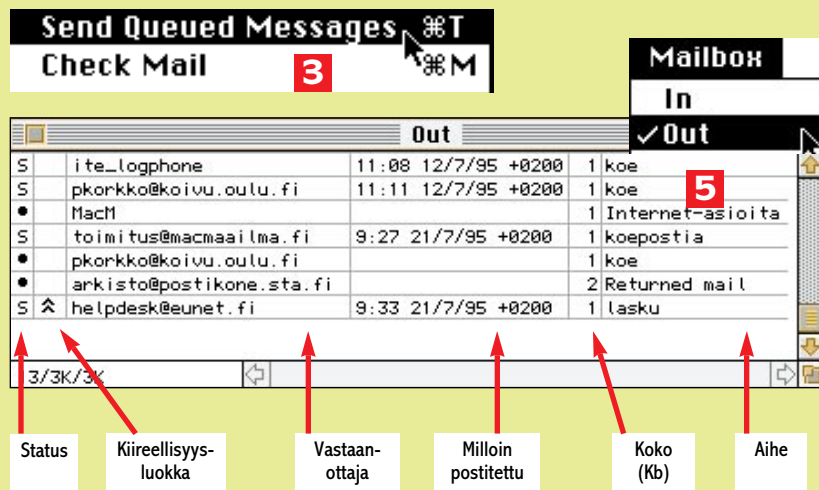 Send Queued Messages ⌘T
Check Mail ⌘M
3
Mailbox
In
✓Out
Out
S ite_logphone 11:08 12/7/95 +0200 1 koe
S pkorkko@koivu.oulu.fi 11:11 12/7/95 +0200 1 koe
5
• MacM 1 Internet-asioita
S toimitus@macmaailma.fi 9:27 21/7/95 +0200 1 koepostia
• pkorkko@koivu.oulu.fi 1 koe
• arkisto@postikone.sta.fi 2 Returned mail
S helpdesk@eunet.fi 9:33 21/7/95 +0200 1 lasku
13/3K/3K
Status
Kiireellisyys-
luokka
Vastaan-
ottaja
Milloin
postitettu
Koko
(Kb)
Aihe